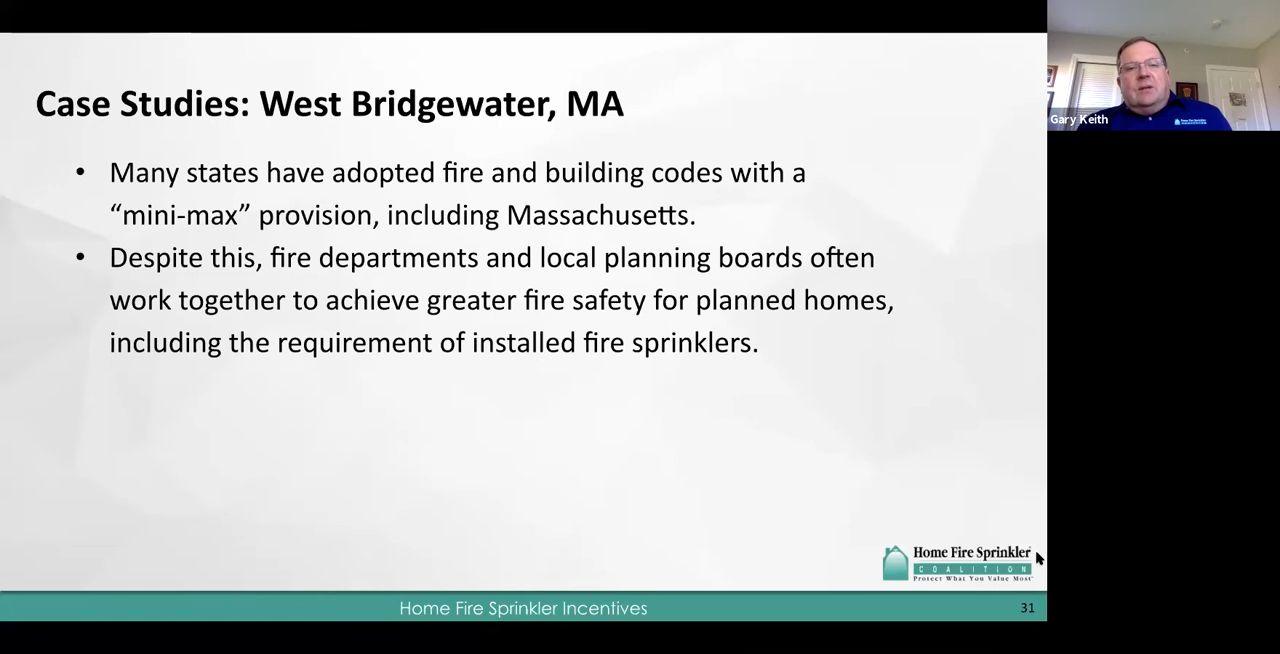 Case Studies: West Bridgewater, MA
• Many states have adopted fire and building codes with a
“mini-max” provision, including Massachusetts.
• Despite this, fire departments and local planning boards often
work together to achieve greater fire safety for planned homes,
including the requirement of installed fire sprinklers.
Home Fire Sprinkler
COALITION
Protect What You Value Most
Home Fire Sprinkler Incentives
31
Gary Keith
Home Fire Sprinkler